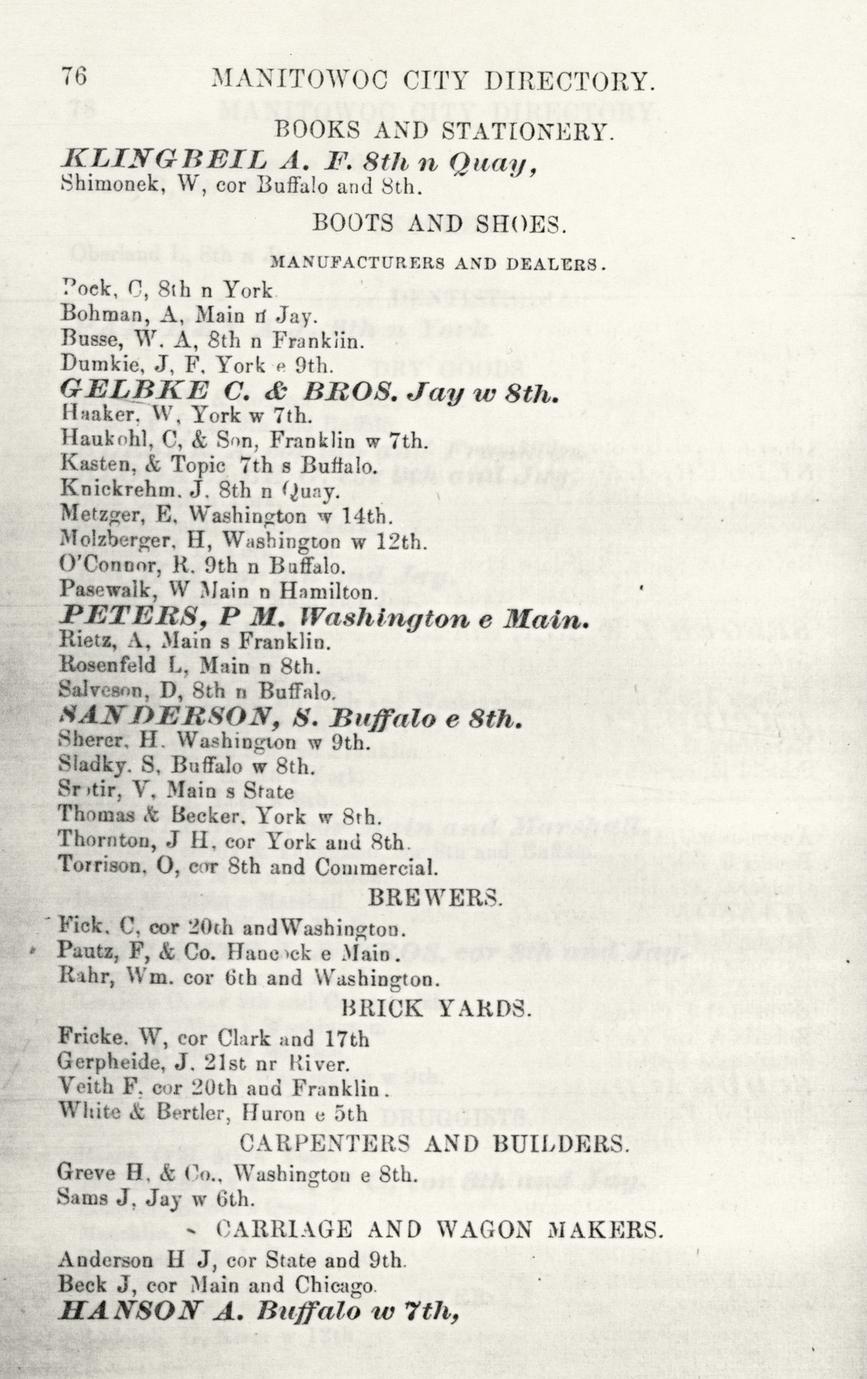 76 MANITOWOC CITY DIRECTORY.
BOOKS AND STATIONERY.
KLINGBEIL A. F. 8th n Quay,
Shimonek, W, cor Buffalo and 8th.
BOOTS AND SHOES.
MANUFACTURERS AND DEALERS.
C, 8th n York
Bohman, A, Main n Jay.
Busse, W. A, 8th n Franklin.
Dumkie, J, F. York e 9th.
GELBKE C. & BROS. Jay w 8th.
Haaker, W, York w 7th.
Haukohl, C, & Son, Franklin w 7th.
Kasten, & Topic 7th s Buffalo.
Knickrehm. J. 8th n Quay.
Metzger, E. Washington w 14th.
Molzberger, H, Washington w 12th.
O'Connor, R. 9th n Buffalo.
Pasewalk, W Main n Hamilton.
PETERS, P M. Washington e Main.
Rietz, A, Main s Franklin.
Rosenfeld L, Main n 8th.
Salveson, D, 8th n Buffalo.
SANDERSON, S. Buffalo e 8th.
Sherer, H. Washington w 9th.
Sladky. S, Buffalo w 8th.
V, Main s State
Thomas & Becker, York w 8th.
Thornton, J H, cor York and 8th.
Torrison, O, cor 8th and Commercial.
BREWERS.
Fick, C, cor 20th andWashington.
Pautz, F, & Co. Hancock e Main.
Rahr, Wm. cor 6th and Washington.
BRICK YARDS.
Fricke. W, cor Clark and 17th
Gerpheide, J. 21st nr River.
Veith F. cor 20th and Franklin.
White & Bertler, Huron e 5th
CARPENTERS AND BUILDERS.
Greve H. & Co., Washington e 8th.
Sams J, Jay w 6th.
CARRIAGE AND WAGON MAKERS.
Anderson H J, cor State and 9th.
Beck J, cor Main and Chicago.
HANSON A. Buffalo w 7th,